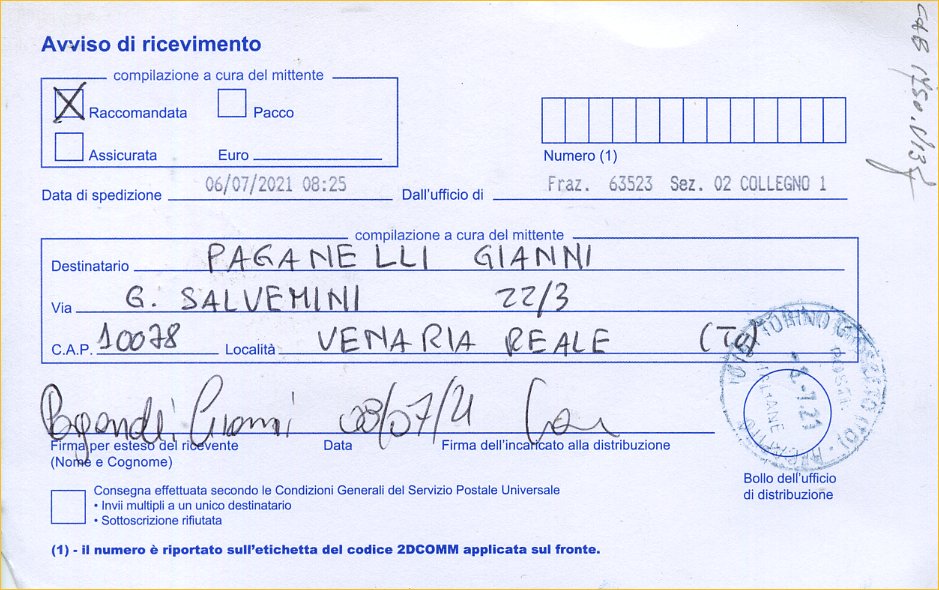 Avviso di ricevimento
compilazione a cura del mittente
Raccomandata Pacco
Assicurata Euro
Numero (1)
Data di spedizione 06/07/2021 08:25 Dall'ufficio di Fraz. 63523 Sez. 02 COLLEGNO 1
compilazione a cura del mittente
Destinatario PAGANELLI GIANNI
Via G. SALVEMINI 22/3
C.A.P. 10078 Località VENARIA REALE (TO)
08/07/21
Firma per esteso del ricevente Data Firma dell'incaricato alla distribuzione
(Nome e Cognome)
Bollo dell'ufficio
di distribuzione
Consegna effettuata secondo le Condizioni Generali del Servizio Postale Universale
• Invii multipli a un unico destinatario
• Sottoscrizione rifiutata
(1) - il numero è riportato sull'etichetta del codice 2DCOMM applicata sul fronte.